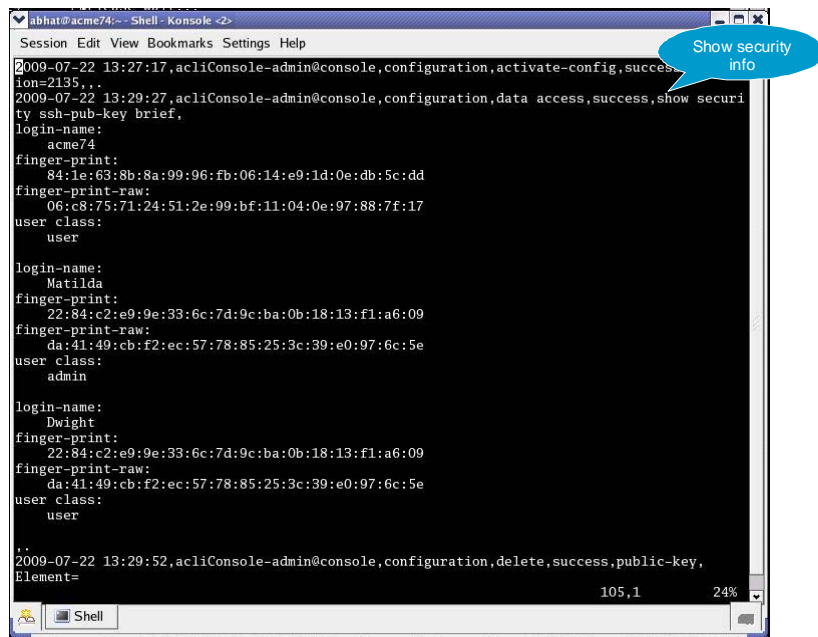 abhat@acme74:~ - Shell - Konsole <2>
Session Edit View Bookmarks Settings Help
Show security
info
2009-07-22 13:27:17,acliConsole-admin@console,configuration,activate-config,succes
ion=2135,,.
2009-07-22 13:29:27,acliConsole-admin@console,configuration,data access,success,show securi
ty ssh-pub-key brief,
login-name:
acme74
finger-print:
84:1e:63:8b:8a:99:96:fb:06:14:e9:1d:0e:db:5c:dd
finger-print-raw:
06:c8:75:71:24:51:2e:99:bf:11:04:0e:97:88:7f:17
user class:
user
login-name:
Matilda
finger-print:
22:84:c2:e9:9e:33:6c:7d:9c:ba:0b:18:13:f1:a6:09
finger-print-raw:
da:41:49:cb:f2:ec:57:78:85:25:3c:39:e0:97:6c:5e
user class:
admin
login-name:
Dwight
finger-print:
22:84:c2:e9:9e:33:6c:7d:9c:ba:0b:18:13:f1:a6:09
finger-print-raw:
da:41:49:cb:f2:ec:57:78:85:25:3c:39:e0:97:6c:5e
user class:
user
,.
2009-07-22 13:29:52,acliConsole-admin@console,configuration,delete,success,public-key,
Element=
105,1 24%
Shell